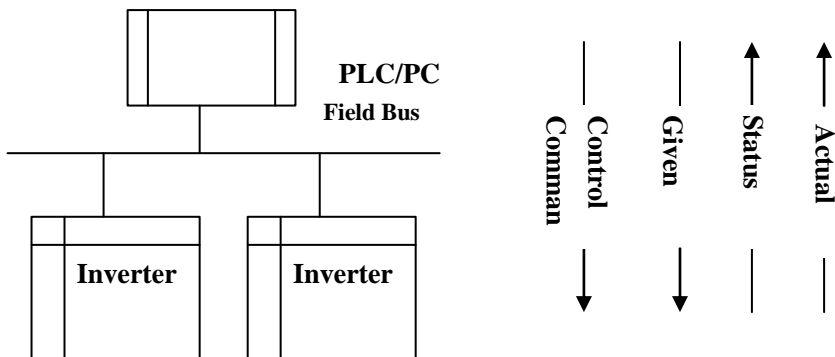 PLC/PC
Field Bus
Inverter
Inverter
Control
Comman
Given
Status
Actual